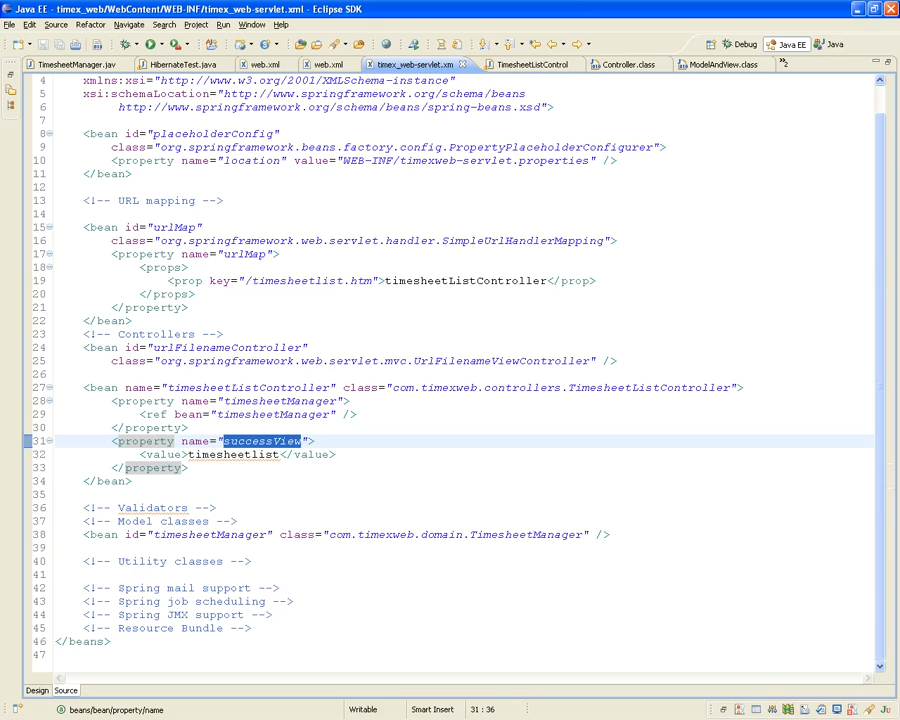 Java EE - timex_web/WebContent/WEB-INF/timex_web-servlet.xml - Eclipse SDK
File Edit Source Refactor Navigate Search Project Run Window Help
Debug Java EE Java
TimesheetManager.jav HibernateTest.java web.xml web.xml timex_web-servlet.xm TimesheetListControl Controller.class ModelAndView.class »2
4 xmlns:xsi="http://www.w3.org/2001/XMLSchema-instance"
5 xsi:schemaLocation="http://www.springframework.org/schema/beans
6 http://www.springframework.org/schema/beans/spring-beans.xsd">
7
8 <bean id="placeholderConfig"
9 class="org.springframework.beans.factory.config.PropertyPlaceholderConfigurer">
10 <property name="location" value="WEB-INF/timexweb-servlet.properties" />
11 </bean>
12
13 <!-- URL mapping -->
14
15 <bean id="urlMap"
16 class="org.springframework.web.servlet.handler.SimpleUrlHandlerMapping">
17 <property name="urlMap">
18 <props>
19 <prop key="/timesheetlist.htm">timesheetListController</prop>
20 </props>
21 </property>
22 </bean>
23 <!-- Controllers -->
24 <bean id="urlFilenameController"
25 class="org.springframework.web.servlet.mvc.UrlFilenameViewController" />
26
27 <bean name="timesheetListController" class="com.timexweb.controllers.TimesheetListController">
28 <property name="timesheetManager">
29 <ref bean="timesheetManager" />
30 </property>
31 <property name="successView">
32 <value>timesheetlist</value>
33 </property>
34 </bean>
35
36 <!-- Validators -->
37 <!-- Model classes -->
38 <bean id="timesheetManager" class="com.timexweb.domain.TimesheetManager" />
39
40 <!-- Utility classes -->
41
42 <!-- Spring mail support -->
43 <!-- Spring job scheduling -->
44 <!-- Spring JMX support -->
45 <!-- Resource Bundle -->
46 </beans>
47
Design Source
beans/bean/property/name Writable Smart Insert 31 : 36